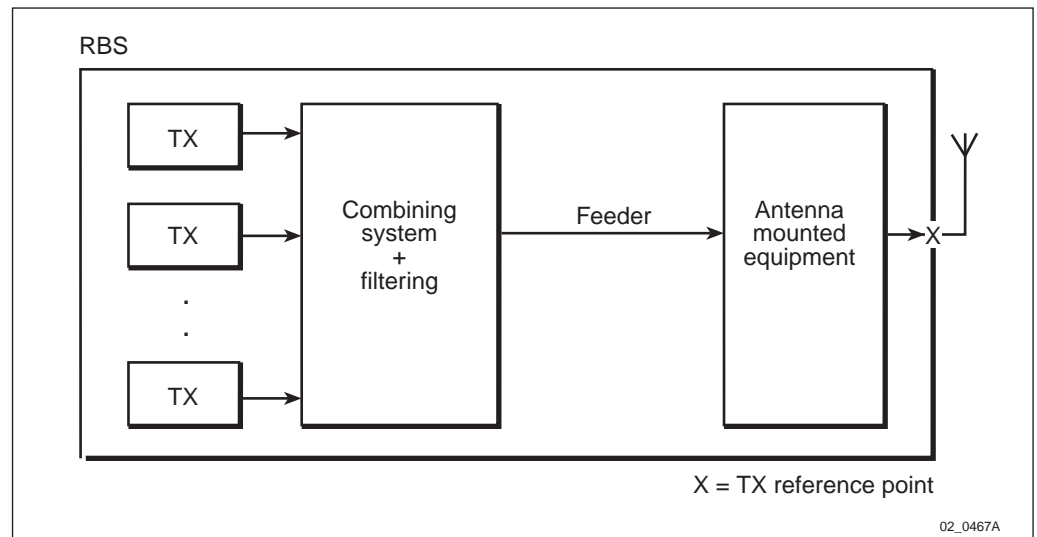 RBS
TX
TX
.
.
TX
Combining
system
+
filtering
Feeder
Antenna
mounted
equipment
X
X = TX reference point
02_0467A